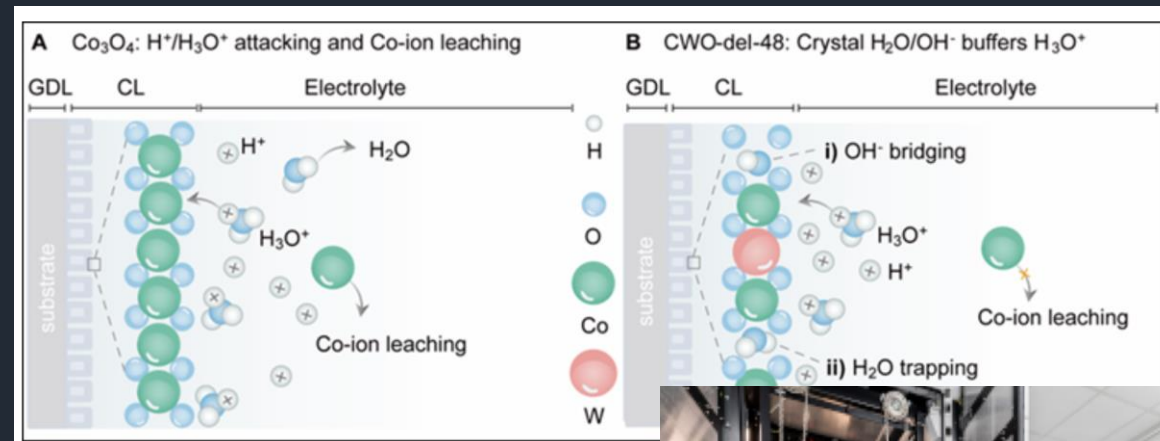 A Co₃O₄: H⁺/H₃O⁺ attacking and Co-ion leaching
GDL CL Electrolyte
H⁺
H₂O
H₃O⁺
substrate
Co-ion leaching
H
O
Co
W
B CWO-del-48: Crystal H₂O/OH⁻ buffers H₃O⁺
GDL CL Electrolyte
i) OH⁻ bridging
H₃O⁺
H⁺
substrate
Co-ion leaching
ii) H₂O trapping